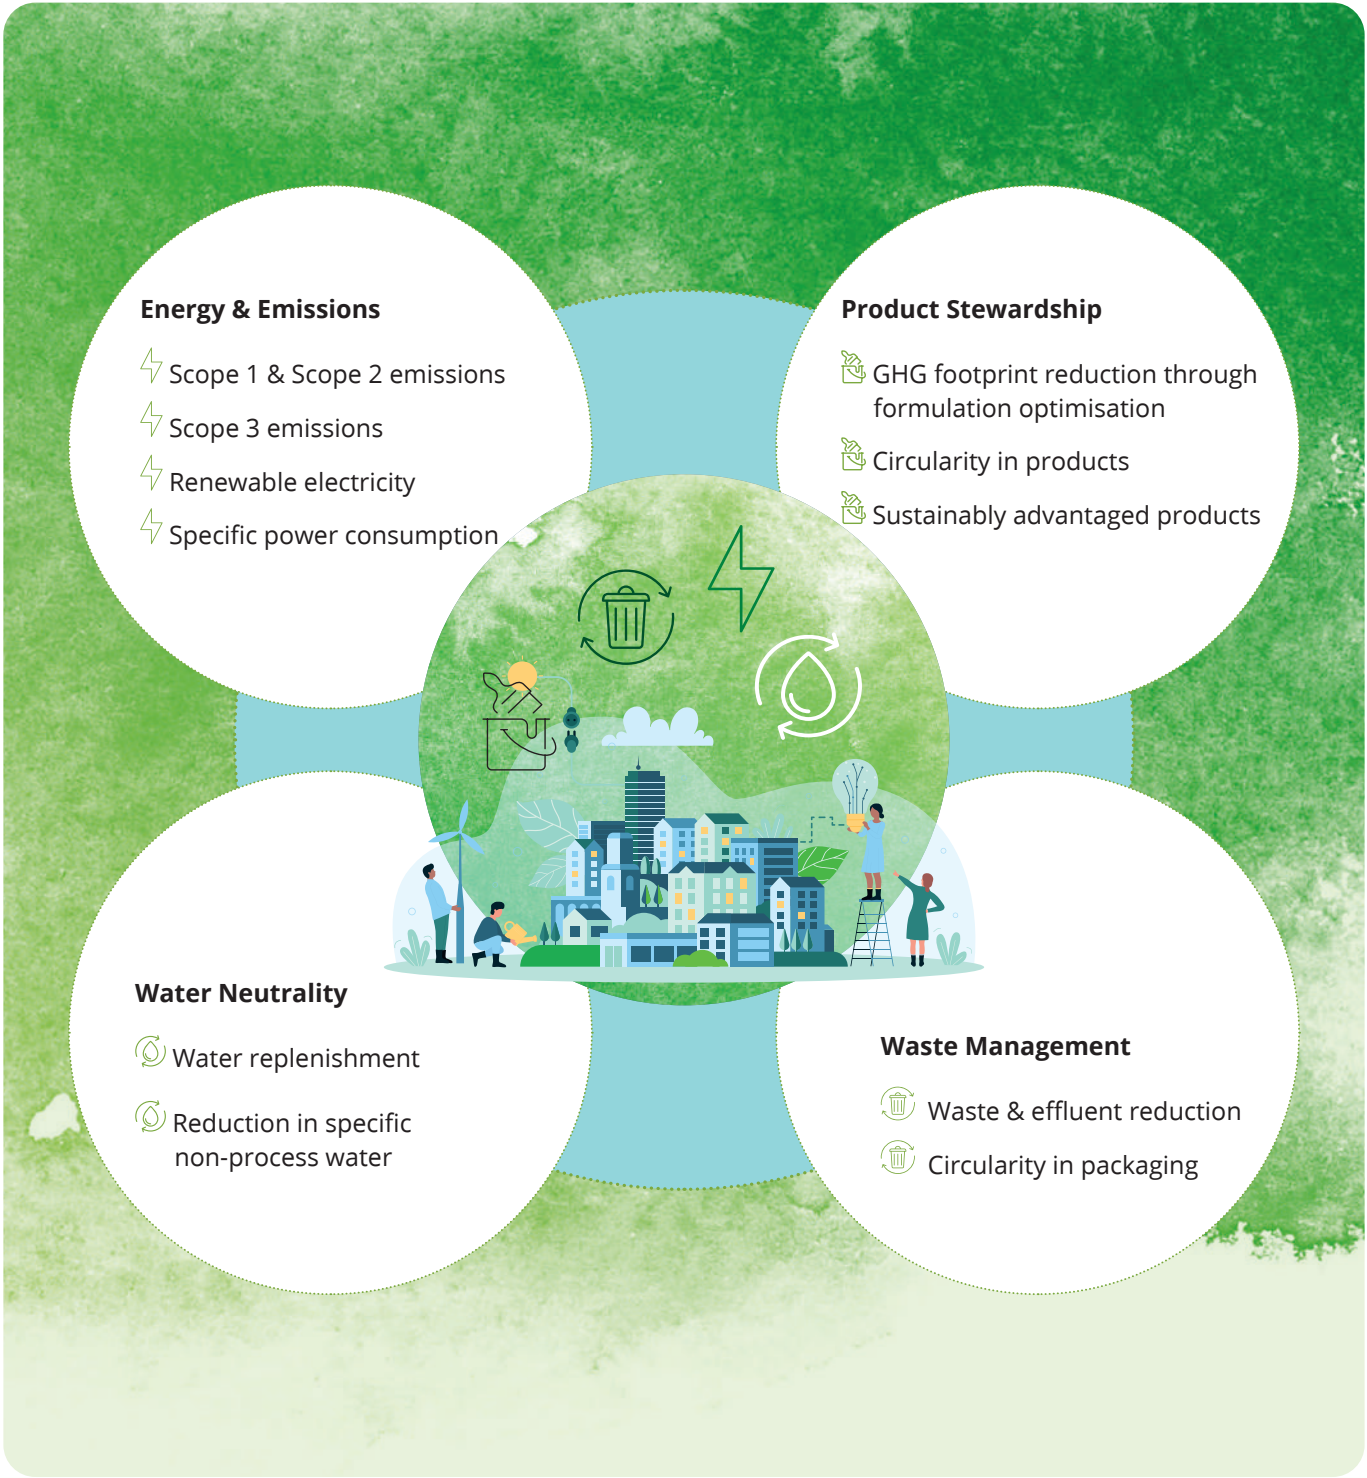 Energy & Emissions
Scope 1 & Scope 2 emissions
Scope 3 emissions
Renewable electricity
Specific power consumption
Product Stewardship
GHG footprint reduction through
formulation optimisation
Circularity in products
Sustainably advantaged products
Water Neutrality
Water replenishment
Reduction in specific
non-process water
Waste Management
Waste & effluent reduction
Circularity in packaging